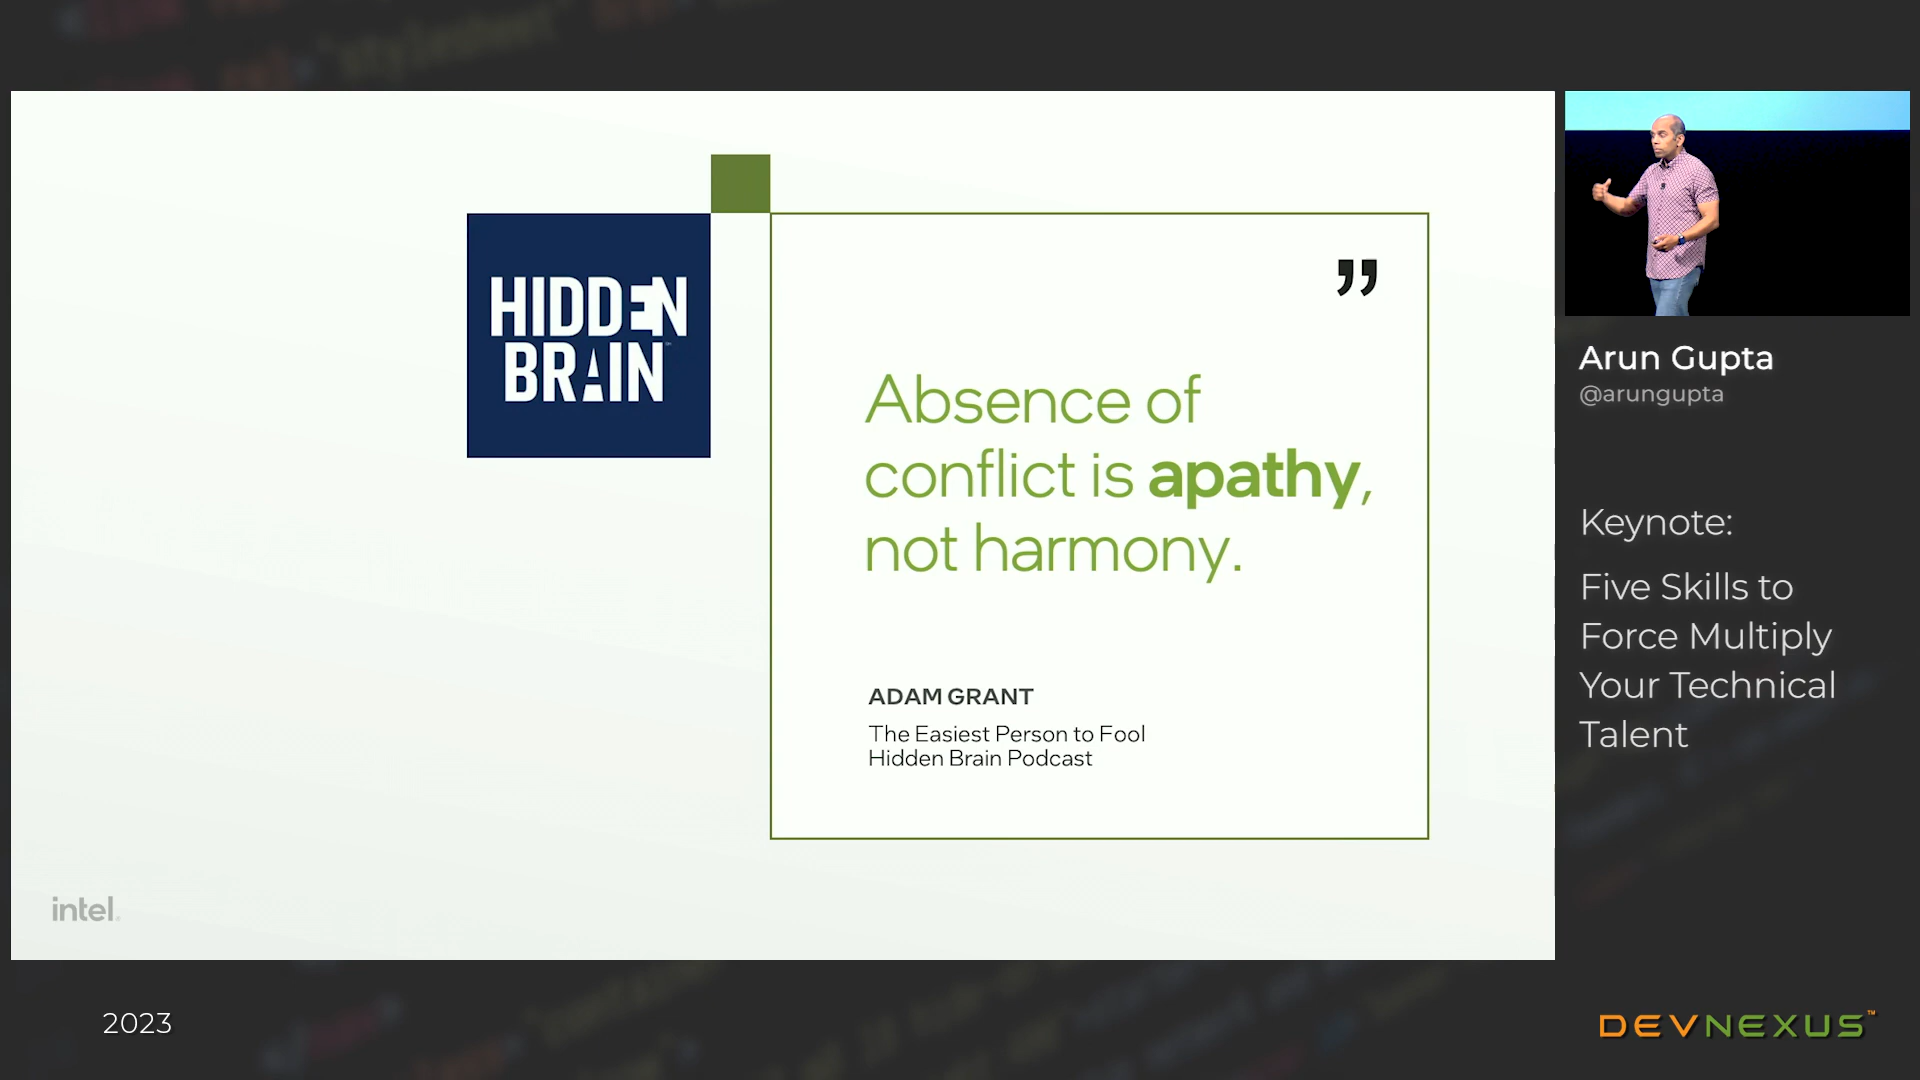 HIDDEN
BRAIN
”
Absence of
conflict is apathy,
not harmony.
ADAM GRANT
The Easiest Person to Fool
Hidden Brain Podcast
intel.
Arun Gupta
@arungupta
Keynote:
Five Skills to
Force Multiply
Your Technical
Talent
2023
DEVNEXUS™